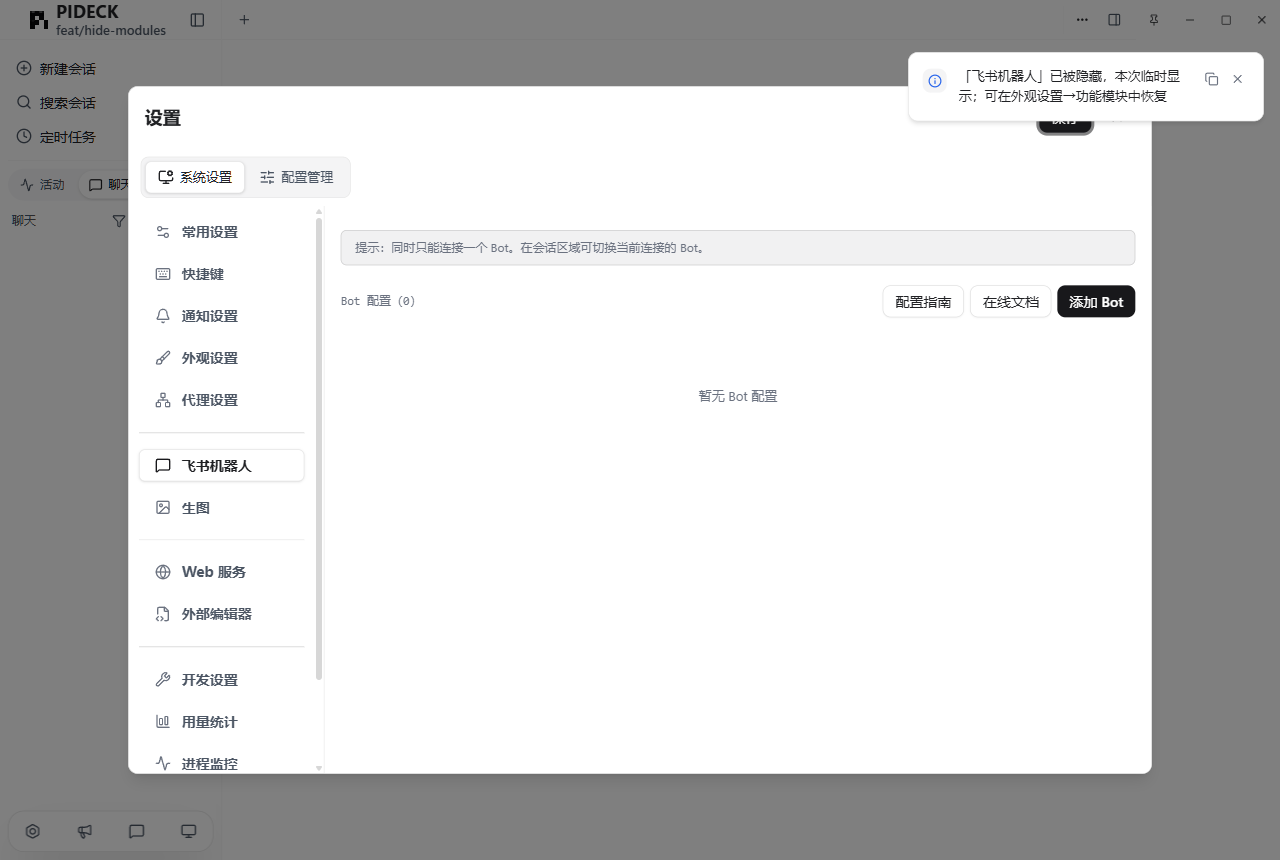 PIDECK
feat/hide-modules
新建会话
搜索会话
定时任务
活动
聊天
聊天
「飞书机器人」已被隐藏，本次临时显
示；可在外观设置→功能模块中恢复
设置
系统设置
配置管理
常用设置
快捷键
通知设置
外观设置
代理设置
飞书机器人
生图
Web 服务
外部编辑器
开发设置
用量统计
进程监控
提示：同时只能连接一个 Bot。在会话区域可切换当前连接的 Bot。
Bot 配置 (0)
配置指南
在线文档
添加 Bot
暂无 Bot 配置